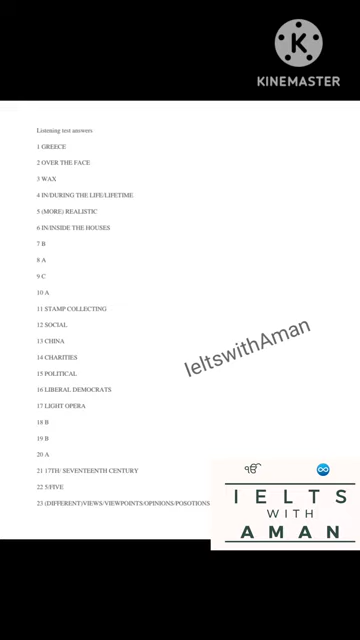 K
KINEMASTER
Listening test answers
1 GREECE
2 OVER THE FACE
3 WAX
4 IN/DURING THE LIFE/LIFETIME
5 (MORE) REALISTIC
6 IN/INSIDE THE HOUSES
7 B
8 A
9 C
10 A
11 STAMP COLLECTING
12 SOCIAL
13 CHINA
14 CHARITIES
15 POLITICAL
16 LIBERAL DEMOCRATS
17 LIGHT OPERA
18 B
19 B
20 A
21 17TH/ SEVENTEENTH CENTURY
22 5/FIVE
23 (DIFFERENT)VIEWS/VIEWPOINTS/OPINIONS/POSOTIONS
IeltswithAman
ੴ
IELTS
WITH
AMAN